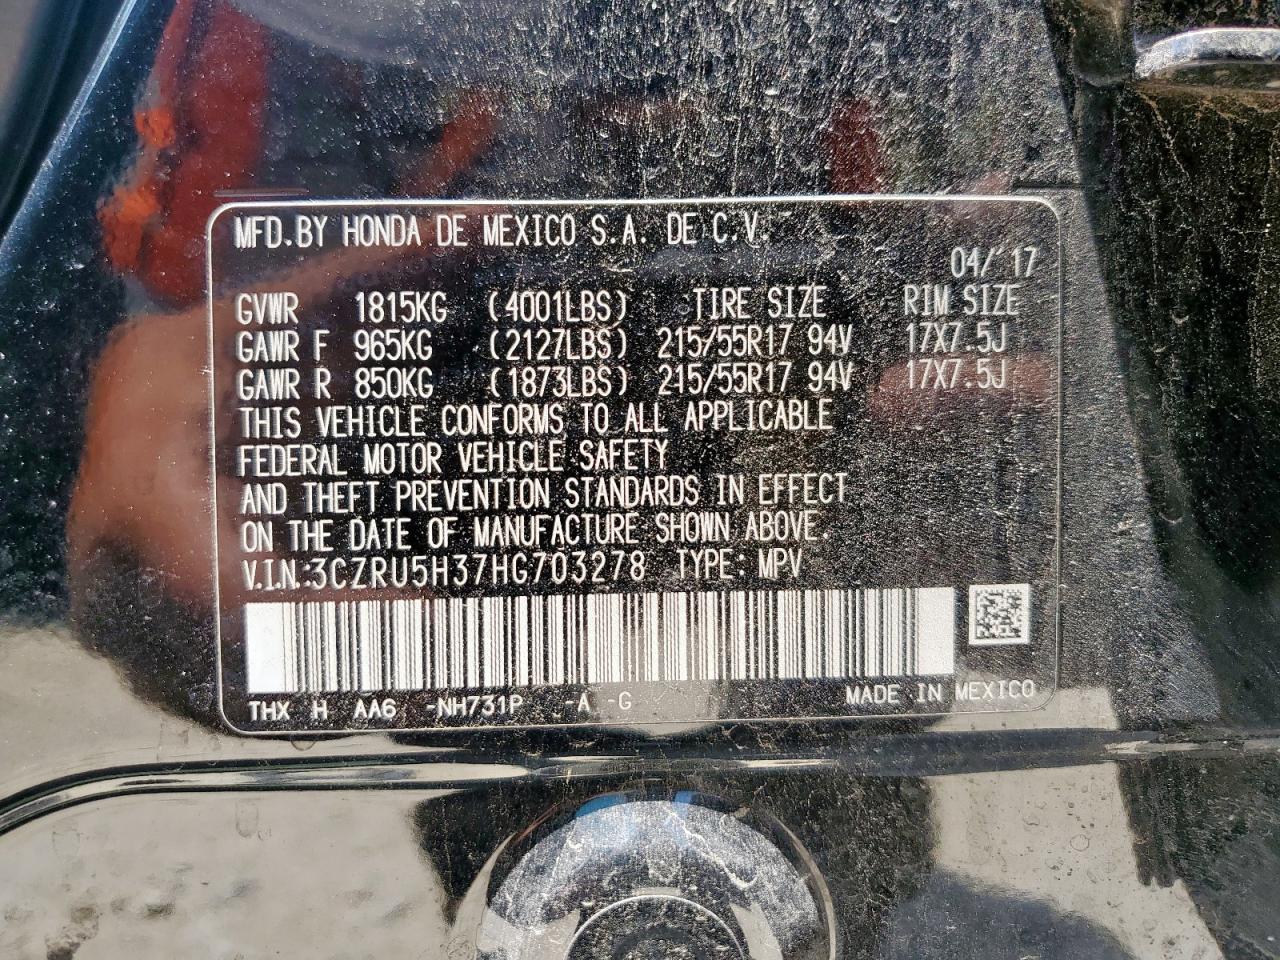 MFD. BY HONDA DE MEXICO S.A. DE C.V.
04/'17
GVWR 1815KG (4001LBS) TIRE SIZE RIM SIZE
GAWR F 965KG (2127LBS) 215/55R17 94V 17X7.5J
GAWR R 850KG (1873LBS) 215/55R17 94V 17X7.5J
THIS VEHICLE CONFORMS TO ALL APPLICABLE
FEDERAL MOTOR VEHICLE SAFETY
AND THEFT PREVENTION STANDARDS IN EFFECT
ON THE DATE OF MANUFACTURE SHOWN ABOVE.
V.I.N.:3CZRU5H37HG703278 TYPE: MPV
THX H AA6 -NH731P -A -G MADE IN MEXICO